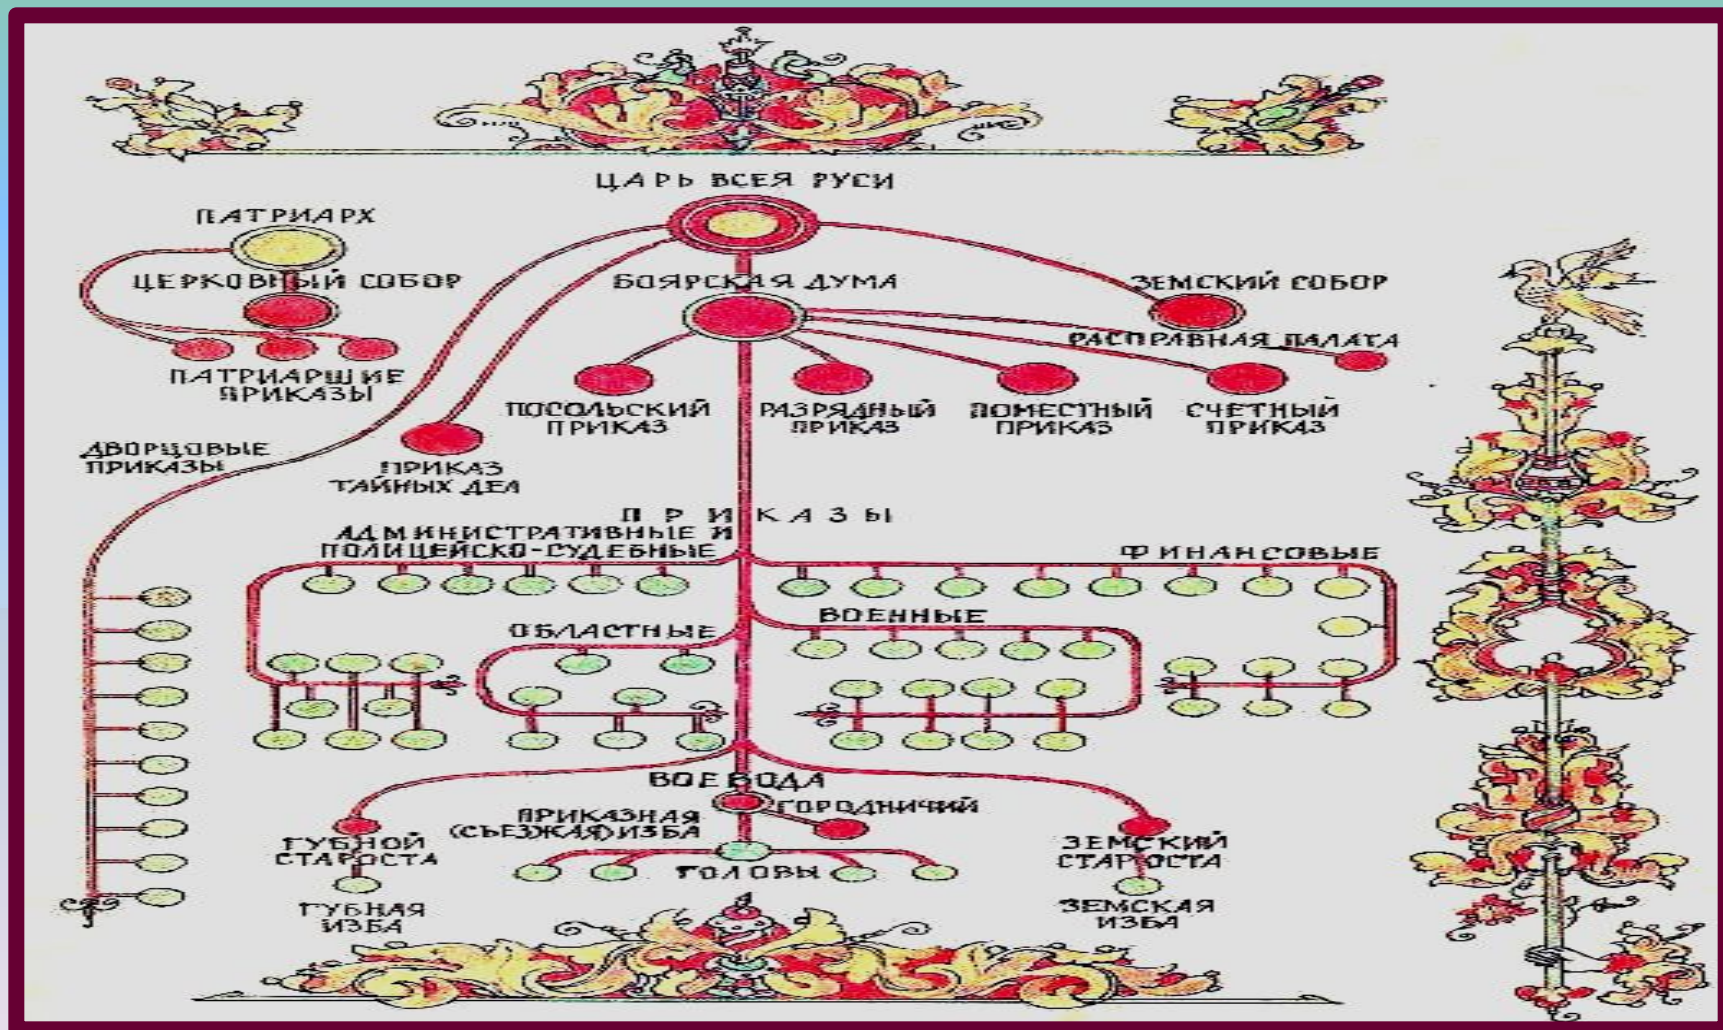 ЦАРЬ ВСЕЯ РУСИ
ПАТРИАРХ
ЦЕРКОВНЫЙ СОБОР
БОЯРСКАЯ ДУМА
ЗЕМСКИЙ СОБОР
РАСПРАВНАЯ ПАЛАТА
ПАТРИАРШИЕ
ПРИКАЗЫ
ПОСОЛЬСКИЙ
ПРИКАЗ
РАЗРЯДНЫЙ
ПРИКАЗ
ПОМЕСТНЫЙ
ПРИКАЗ
СЧЕТНЫЙ
ПРИКАЗ
ДВОРЦОВЫЕ
ПРИКАЗЫ
ПРИКАЗ
ТАЙНЫХ ДЕЛ
ПРИКАЗЫ
АДМИНИСТРАТИВНЫЕ И
ПОЛИЦЕЙСКО-СУДЕБНЫЕ
ФИНАНСОВЫЕ
ОБЛАСТНЫЕ
ВОЕННЫЕ
ВОЕВОДА
ПРИКАЗНАЯ
(СЪЕЗЖАЯ) ИЗБА
ГОРОДНИЧИЙ
ГУБНОЙ
СТАРОСТА
ЗЕМСКИЙ
СТАРОСТА
ГОЛОВЫ
ГУБНАЯ
ИЗБА
ЗЕМСКАЯ
ИЗБА